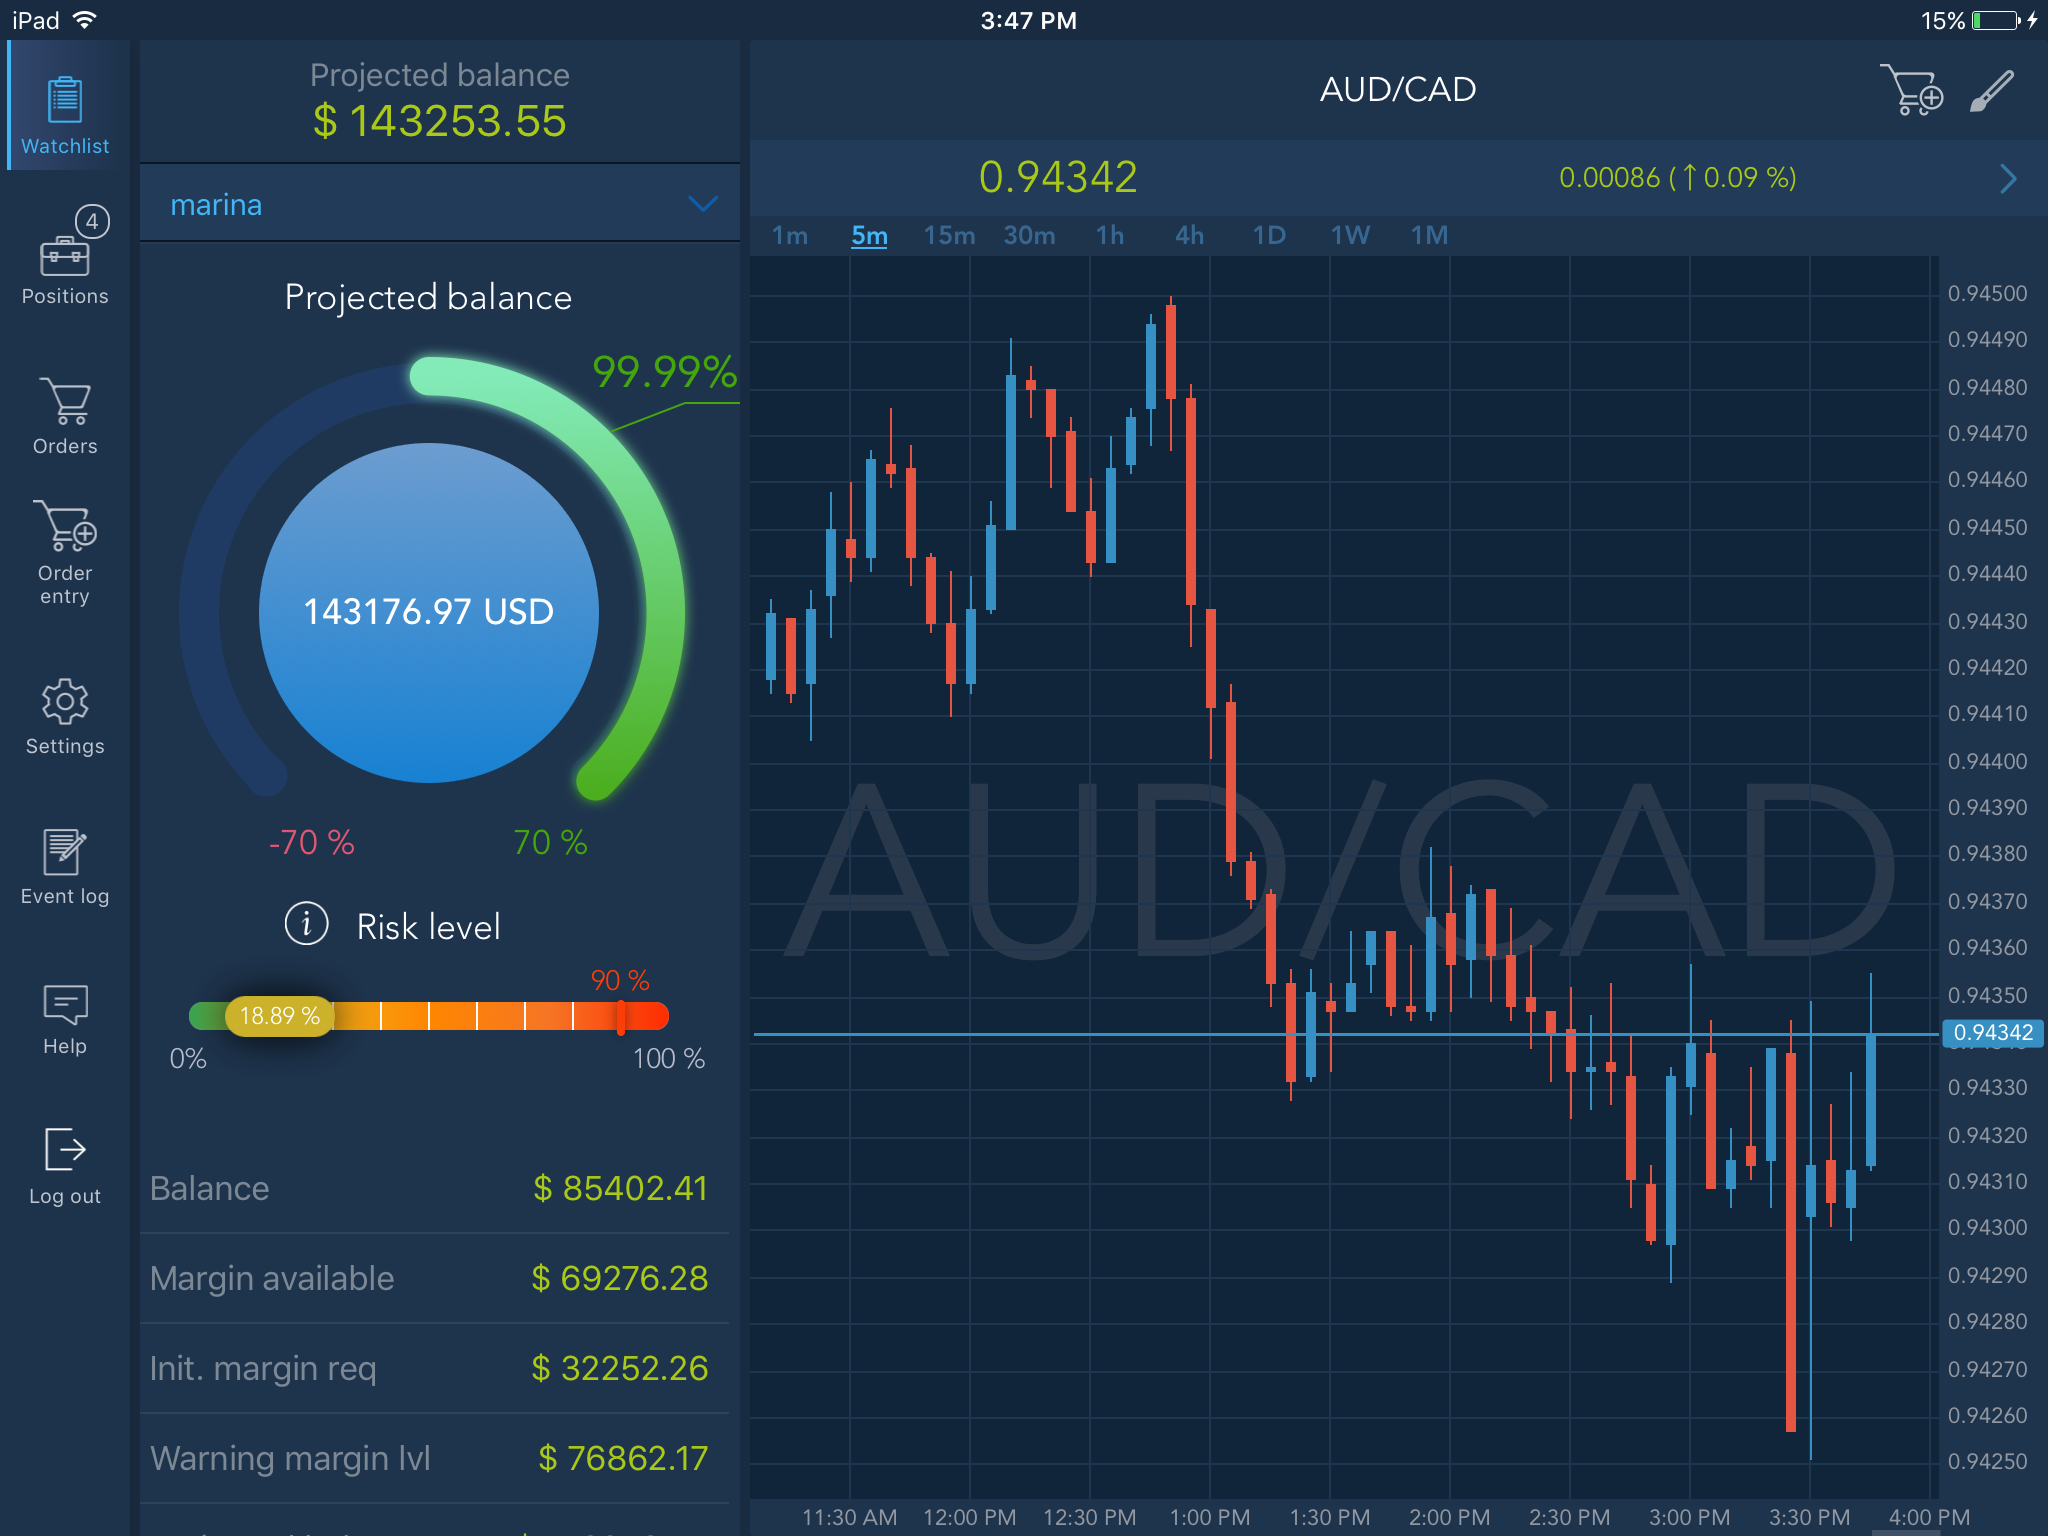 iPad
3:47 PM
15%
Watchlist
4
Positions
Orders
Order
entry
Settings
Event log
Help
Log out
Projected balance
$ 143253.55
marina
Projected balance
99.99%
143176.97 USD
-70 %
70 %
i
Risk level
90 %
18.89 %
0%
100 %
Balance
$ 85402.41
Margin available
$ 69276.28
Init. margin req
$ 32252.26
Warning margin lvl
$ 76862.17
AUD/CAD
0.94342
0.00086 (↑ 0.09 %)
1m 5m 15m 30m 1h 4h 1D 1W 1M
AUD/CAD
0.94500
0.94490
0.94480
0.94470
0.94460
0.94450
0.94440
0.94430
0.94420
0.94410
0.94400
0.94390
0.94380
0.94370
0.94360
0.94350
0.94342
0.94330
0.94320
0.94310
0.94300
0.94290
0.94280
0.94270
0.94260
0.94250
11:30 AM 12:00 PM 12:30 PM 1:00 PM 1:30 PM 2:00 PM 2:30 PM 3:00 PM 3:30 PM 4:00 PM